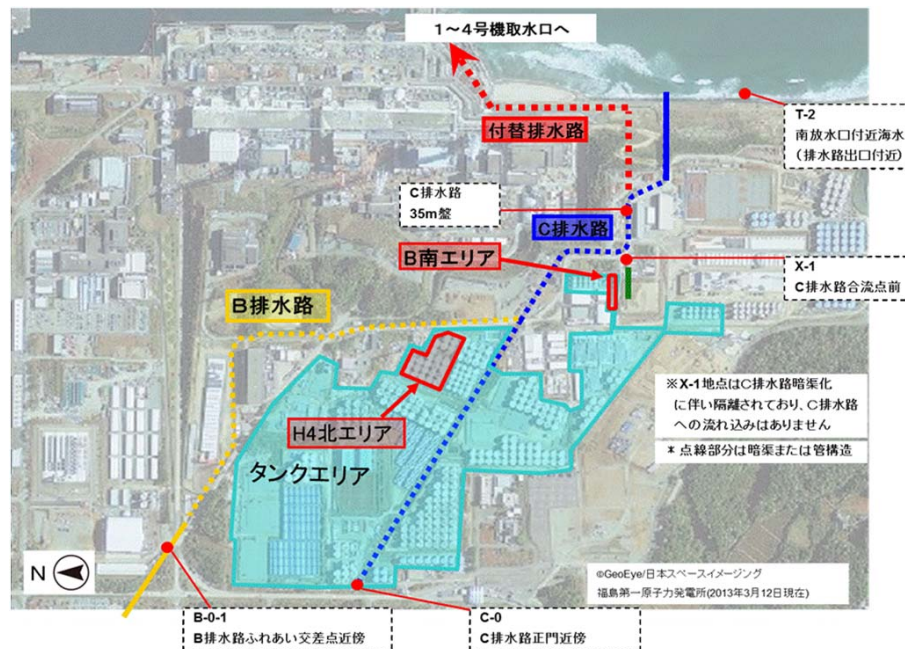 1～4号機取水口へ
T-2
南放水口付近海水
（排水路出口付近）
付替排水路
C排水路
35m盤
C排水路
B南エリア
X-1
C排水路合流点前
B排水路
※X-1地点はC排水路暗渠化
に伴い隔離されており、C排水路
への流れ込みはありません
＊点線部分は暗渠または管構造
H4北エリア
タンクエリア
N
©GeoEye/日本スペースイメージング
福島第一原子力発電所(2013年3月12日現在)
B-0-1
B排水路ふれあい交差点近傍
C-0
C排水路正門近傍